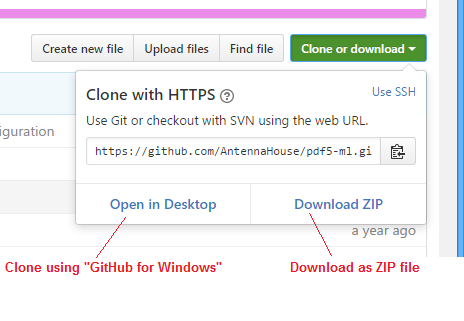 Create new file Upload files Find file Clone or download
Clone with HTTPS Use SSH
Use Git or checkout with SVN using the web URL.
iguration
https://github.com/AntennaHouse/pdf5-ml.gi
Open in Desktop Download ZIP
a year ago
Clone using "GitHub for Windows" Download as ZIP file